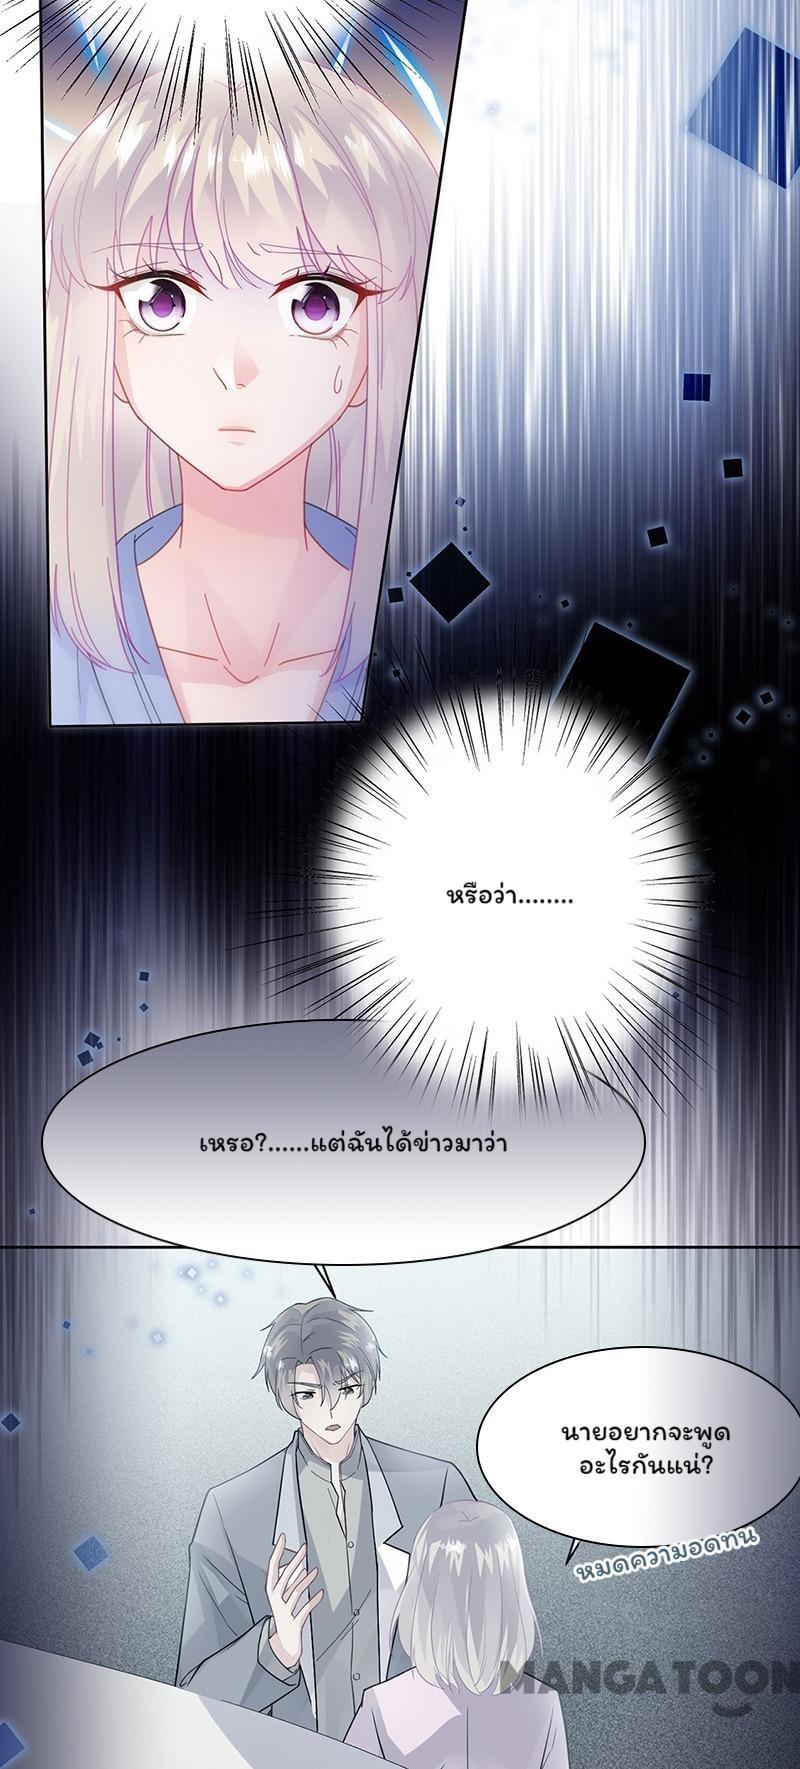 หรือว่า........
เหรอ?......แต่ฉันได้ข่าวมาว่า
นายอยากจะพูด
อะไรกันแน่?
หมดความอดทน
MANGATOON